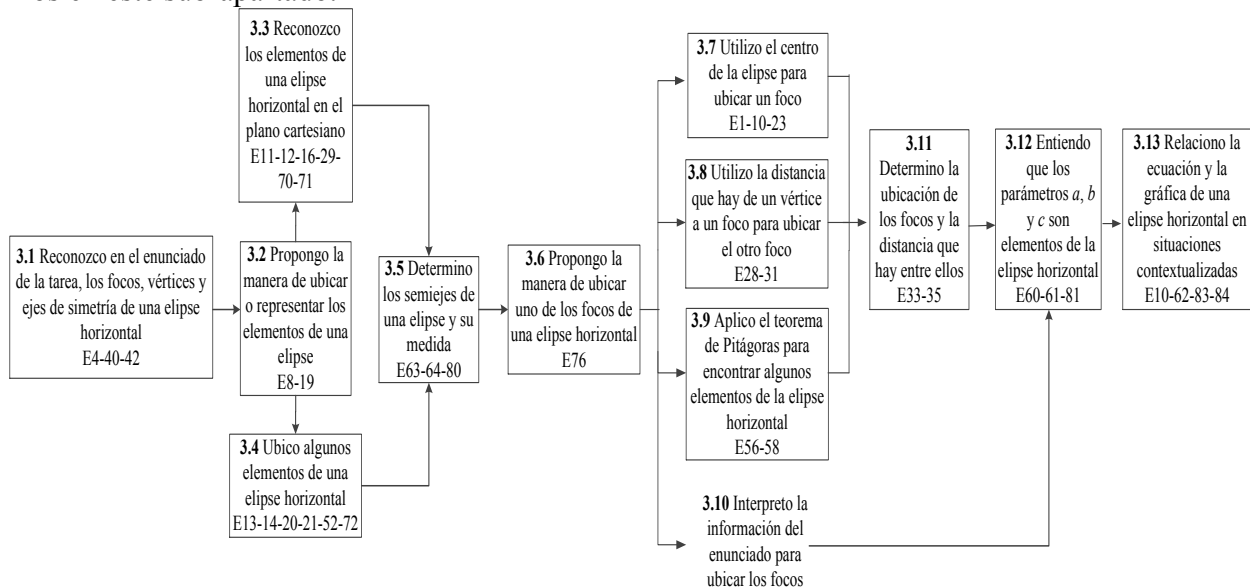 3.3 Reconozco
los elementos de
una elipse
horizontal en el
plano cartesiano
E11-12-16-29-
70-71
3.1 Reconozco en el enunciado
de la tarea, los focos, vértices y
ejes de simetría de una elipse
horizontal
E4-40-42
3.2 Propongo la
manera de ubicar
o representar los
elementos de una
elipse
E8-19
3.4 Ubico algunos
elementos de una
elipse horizontal
E13-14-20-21-52-72
3.5 Determino
los semiejes de
una elipse y su
medida
E63-64-80
3.6 Propongo la
manera de ubicar
uno de los focos de
una elipse horizontal
E76
3.7 Utilizo el centro
de la elipse para
ubicar un foco
E1-10-23
3.8 Utilizo la distancia
que hay de un vértice
a un foco para ubicar
el otro foco
E28-31
3.9 Aplico el teorema
de Pitágoras para
encontrar algunos
elementos de la elipse
horizontal
E56-58
3.10 Interpreto la
información del
enunciado para
ubicar los focos
3.11
Determino la
ubicación de
los focos y la
distancia que
hay entre ellos
E33-35
3.12 Entiendo
que los
parámetros a, b
y c son
elementos de la
elipse horizontal
E60-61-81
3.13 Relaciono la
ecuación y la
gráfica de una
elipse horizontal en
situaciones
contextualizadas
E10-62-83-84